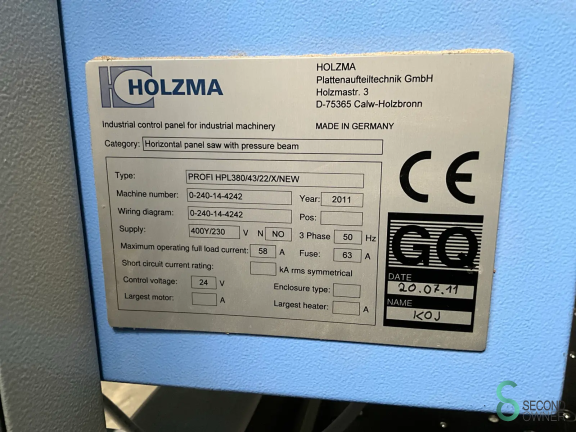 HOLZMA
HOLZMA
Plattenaufteiltechnik GmbH
Holzmastr. 3
D-75365 Calw-Holzbronn
Industrial control panel for industrial machinery
MADE IN GERMANY
Category: Horizontal panel saw with pressure beam
Type: PROFI HPL380/43/22/X/NEW
Machine number: 0-240-14-4242 Year: 2011
Wiring diagram: 0-240-14-4242 Pos:
Supply: 400Y/230 V N NO 3 Phase 50 Hz
Maximum operating full load current: 58 A Fuse: 63 A
Short circuit current rating: kA rms symmetrical
Control voltage: 24 V Enclosure type:
Largest motor: A Largest heater: A
CE
GQ
DATE
20.07.11
NAME
KOJ
SECOND
OWNER